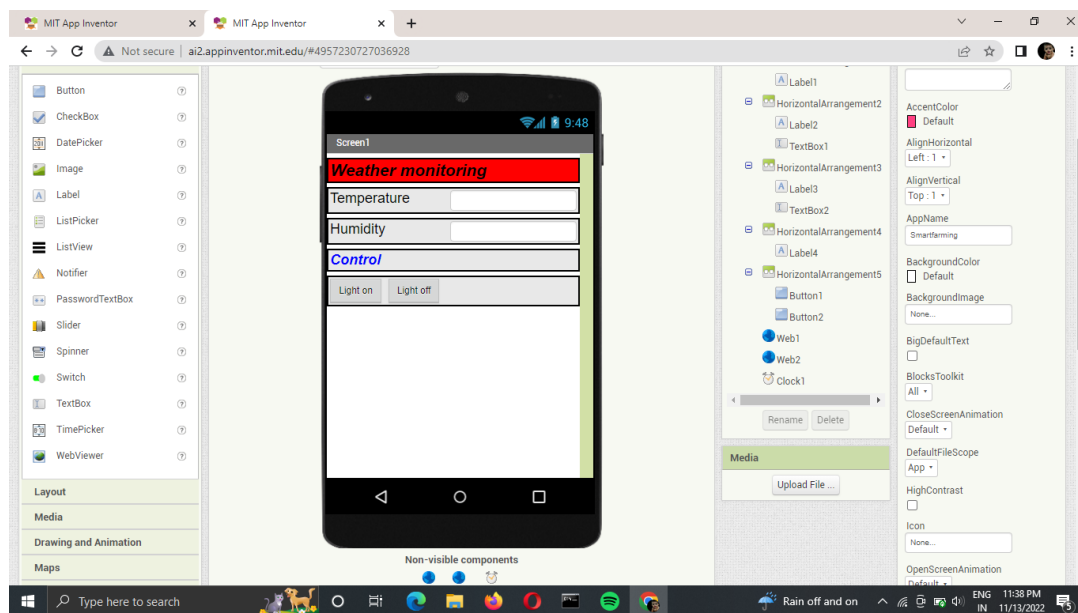 MIT App Inventor
MIT App Inventor
Not secure | ai2.appinventor.mit.edu/#4957230727036928
Button
CheckBox
DatePicker
Image
Label
ListPicker
ListView
Notifier
PasswordTextBox
Slider
Spinner
Switch
TextBox
TimePicker
WebViewer
Layout
Media
Drawing and Animation
Maps
9:48
Screen1
Weather monitoring
Temperature
Humidity
Control
Light on Light off
Non-visible components
Label1
HorizontalArrangement2
Label2
TextBox1
HorizontalArrangement3
Label3
TextBox2
HorizontalArrangement4
Label4
HorizontalArrangement5
Button1
Button2
Web1
Web2
Clock1
Rename Delete
Media
Upload File ...
AccentColor
Default
AlignHorizontal
Left : 1
AlignVertical
Top : 1
AppName
Smartfarming
BackgroundColor
Default
BackgroundImage
None...
BigDefaultText
BlocksToolkit
All
CloseScreenAnimation
Default
DefaultFileScope
App
HighContrast
Icon
None...
OpenScreenAnimation
Default
Type here to search
Rain off and on
ENG
IN
11:38 PM
11/13/2022